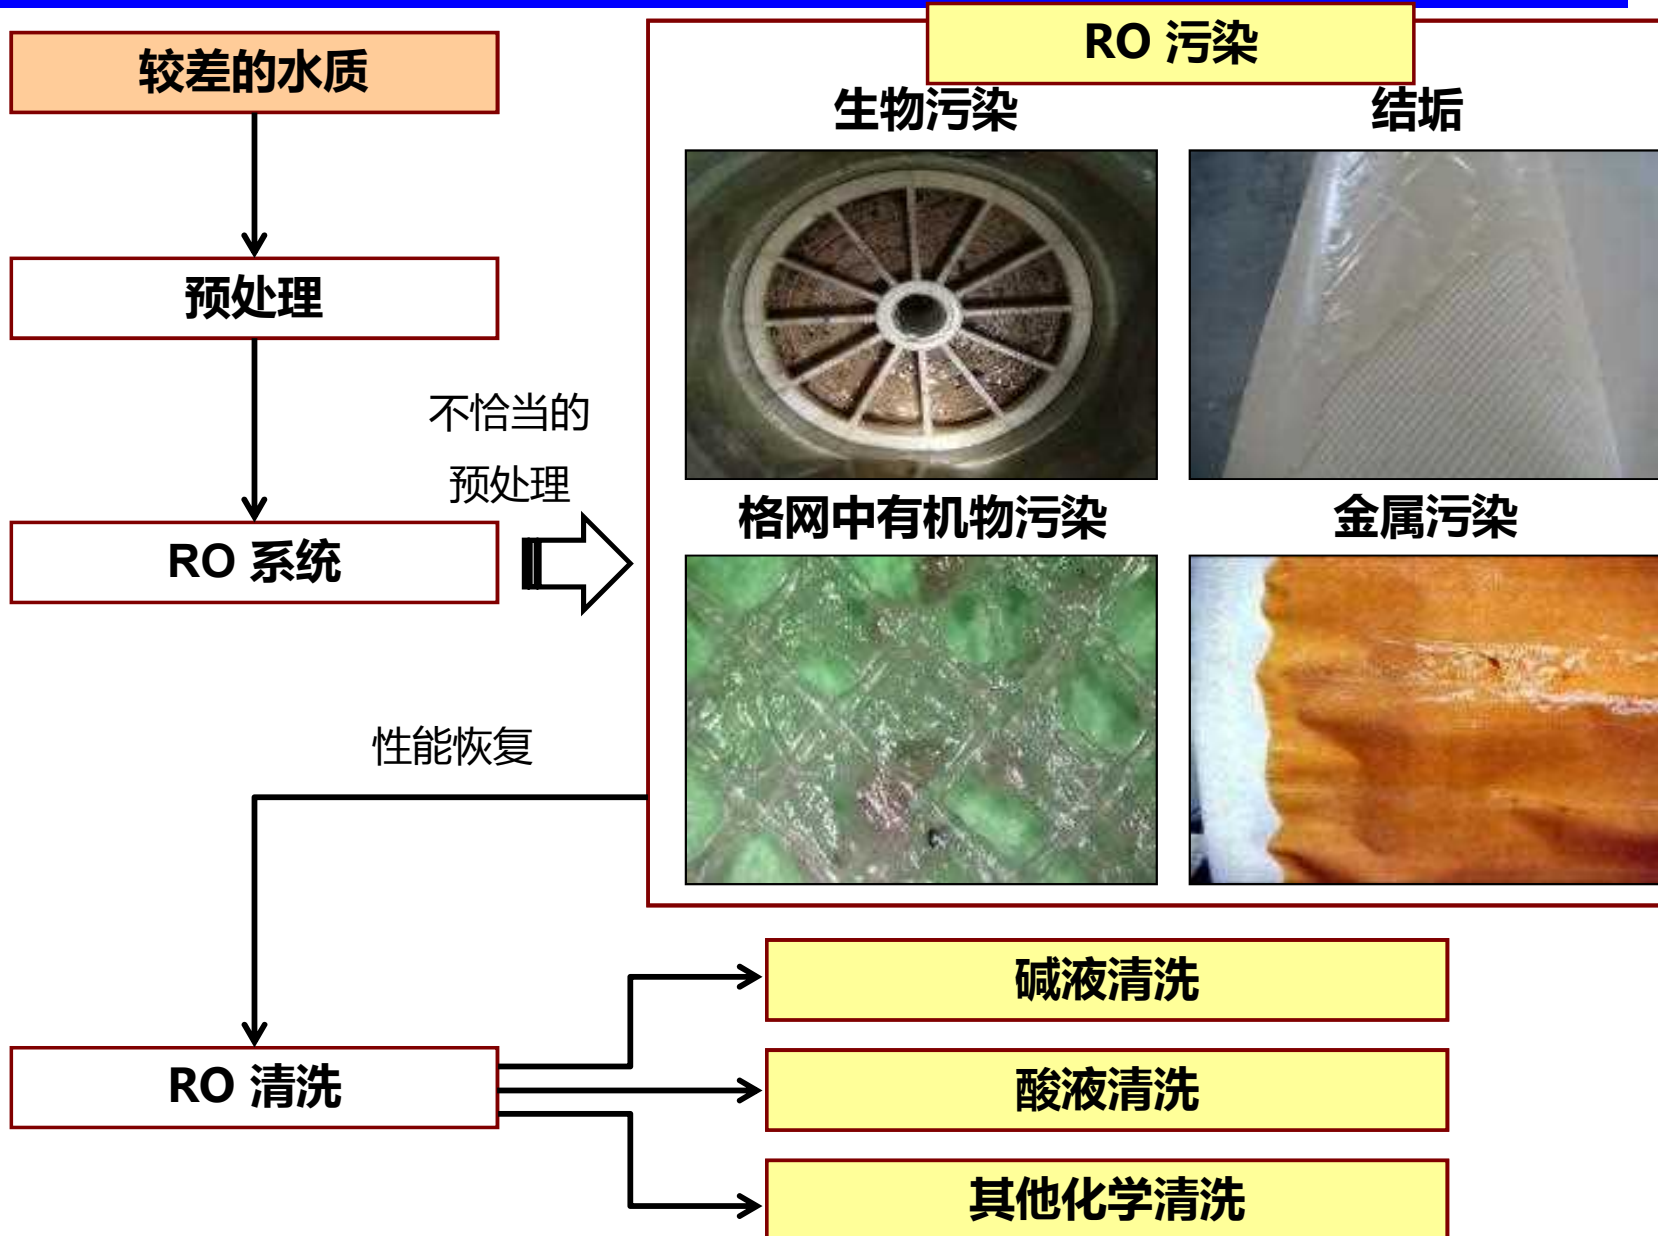 较差的水质
预处理
不恰当的
预处理
RO 系统
RO 污染
生物污染
结垢
格网中有机物污染
金属污染
性能恢复
RO 清洗
碱液清洗
酸液清洗
其他化学清洗